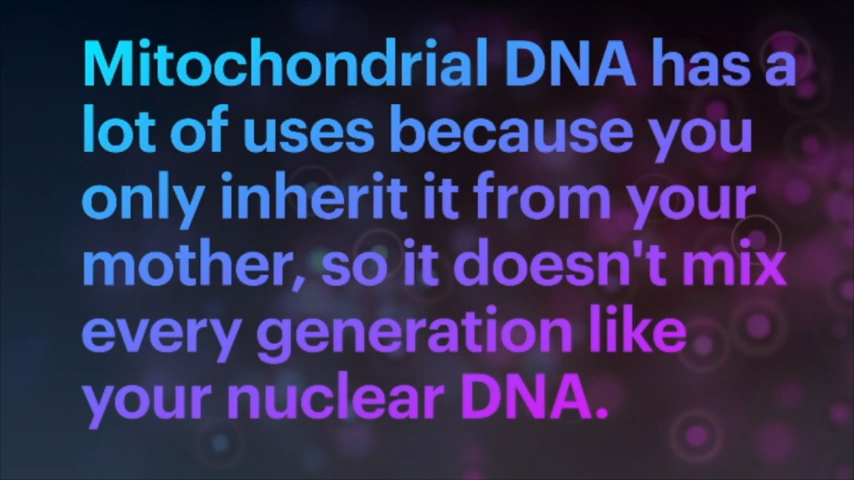 Mitochondrial DNA has a
lot of uses because you
only inherit it from your
mother, so it doesn't mix
every generation like
your nuclear DNA.